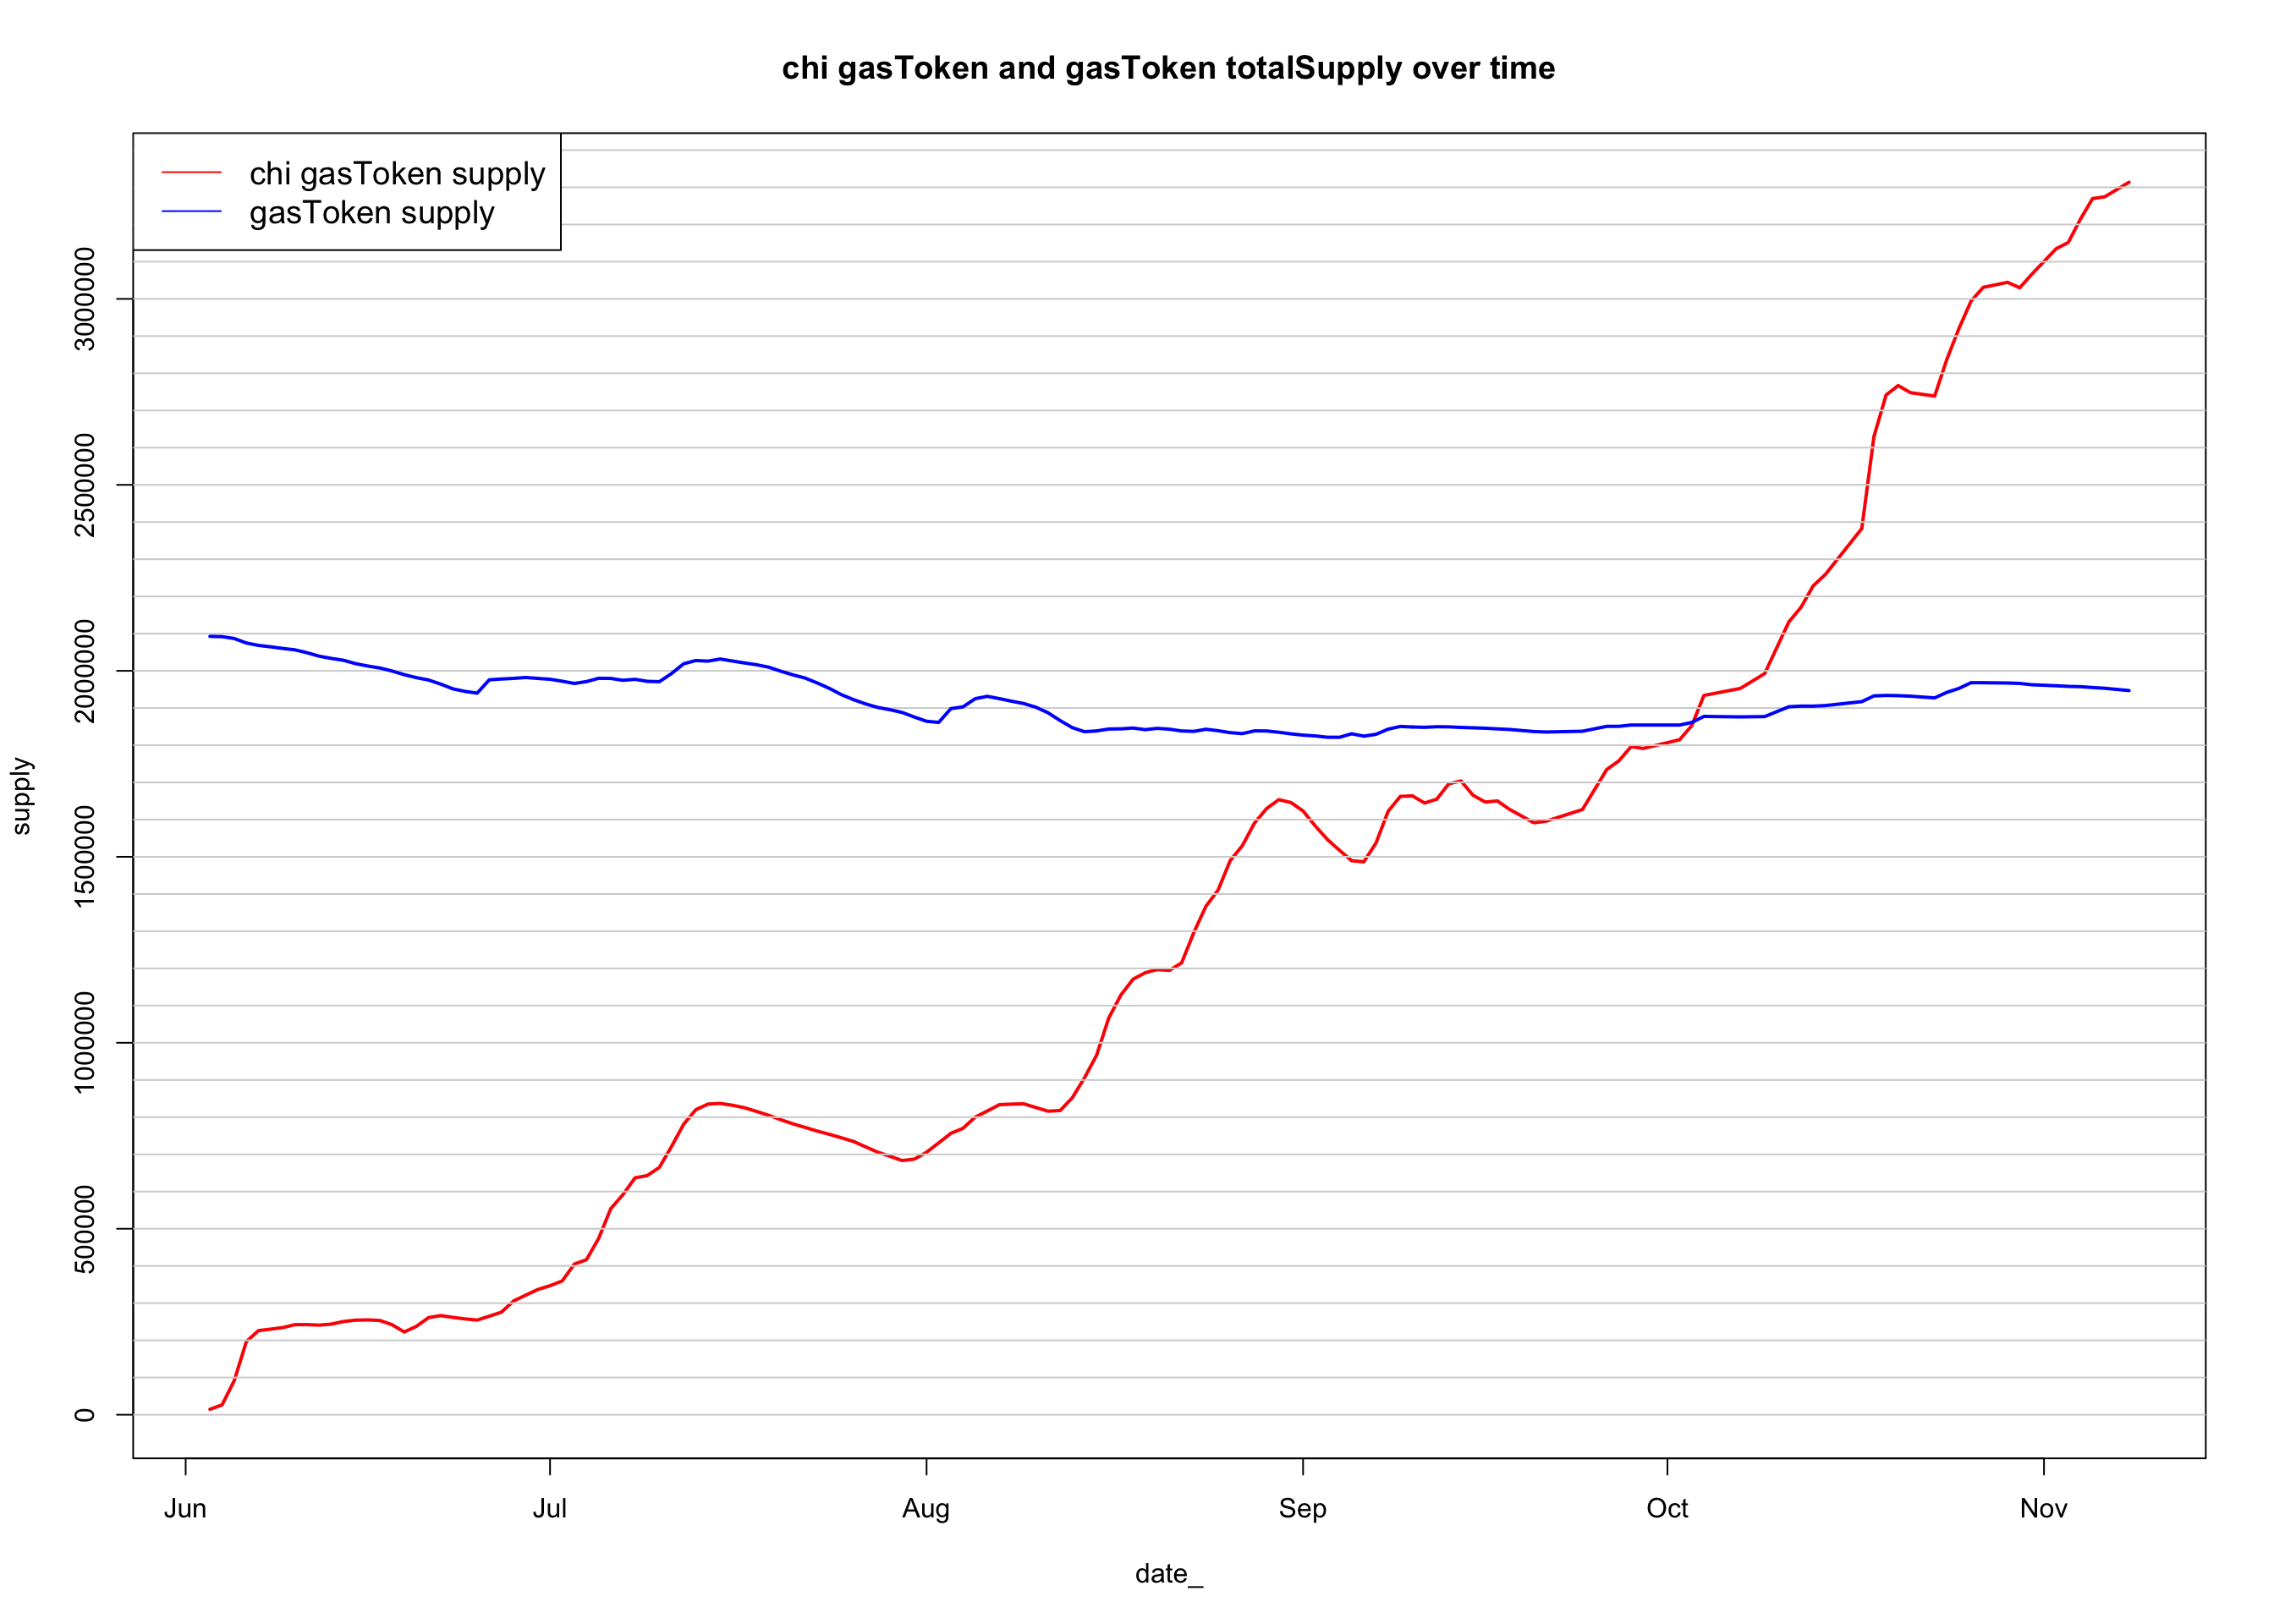 chi gasToken and gasToken totalSupply over time
chi gasToken supply
gasToken supply
3000000
2500000
2000000
1500000
1000000
500000
0
supply
Jun Jul Aug Sep Oct Nov
date_